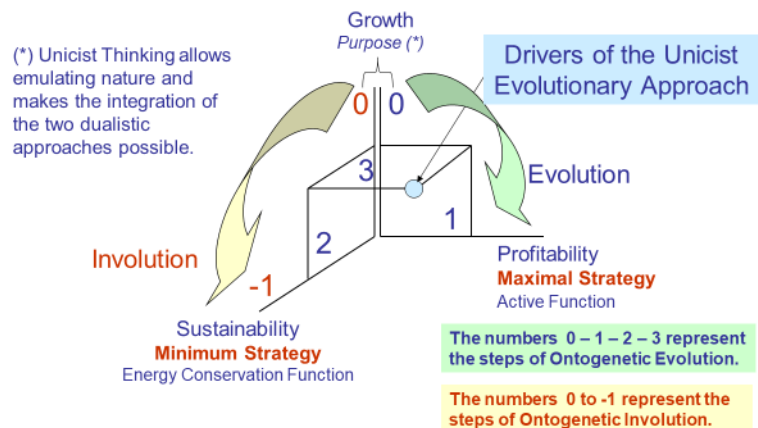 Growth
Purpose (*)
(*) Unicist Thinking allows
emulating nature and
makes the integration of
the two dualistic
approaches possible.
Drivers of the Unicist
Evolutionary Approach
0 0
3
Evolution
1
2
Involution
-1
Profitability
Maximal Strategy
Active Function
Sustainability
Minimum Strategy
Energy Conservation Function
The numbers 0 – 1 – 2 – 3 represent
the steps of Ontogenetic Evolution.
The numbers 0 to -1 represent the
steps of Ontogenetic Involution.